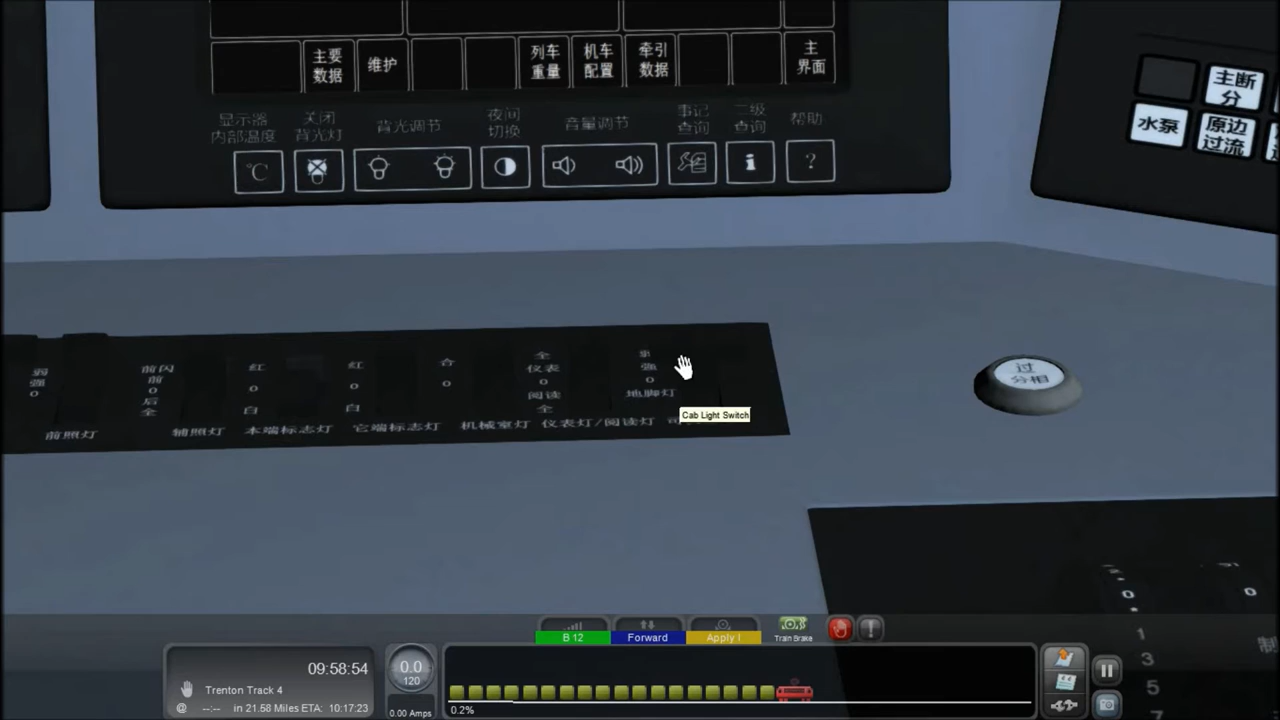 主要
数据
维护
列车
重量
机车
配置
牵引
数据
主
界面
显示器
内部温度
关闭
背光灯
背光调节
夜间
切换
音量调节
事记
查询
二级
查询
帮助
℃
i
?
主断
分
水泵
原边
过流
弱
强
0
前闪
前
0
后
全
红
0
白
红
0
白
合
0
全
仪表
0
阅读
全
强
0
地脚灯
前照灯
辅照灯
本端标志灯
它端标志灯
机械室灯
仪表灯/阅读灯
Cab Light Switch
过
分相
0
0
1
3
5
制
B 12
Forward
Apply I
Train Brake
09:58:54
Trenton Track 4
@ --:-- in 21.58 Miles ETA: 10:17:23
0.0
120
0.00 Amps
0.2%